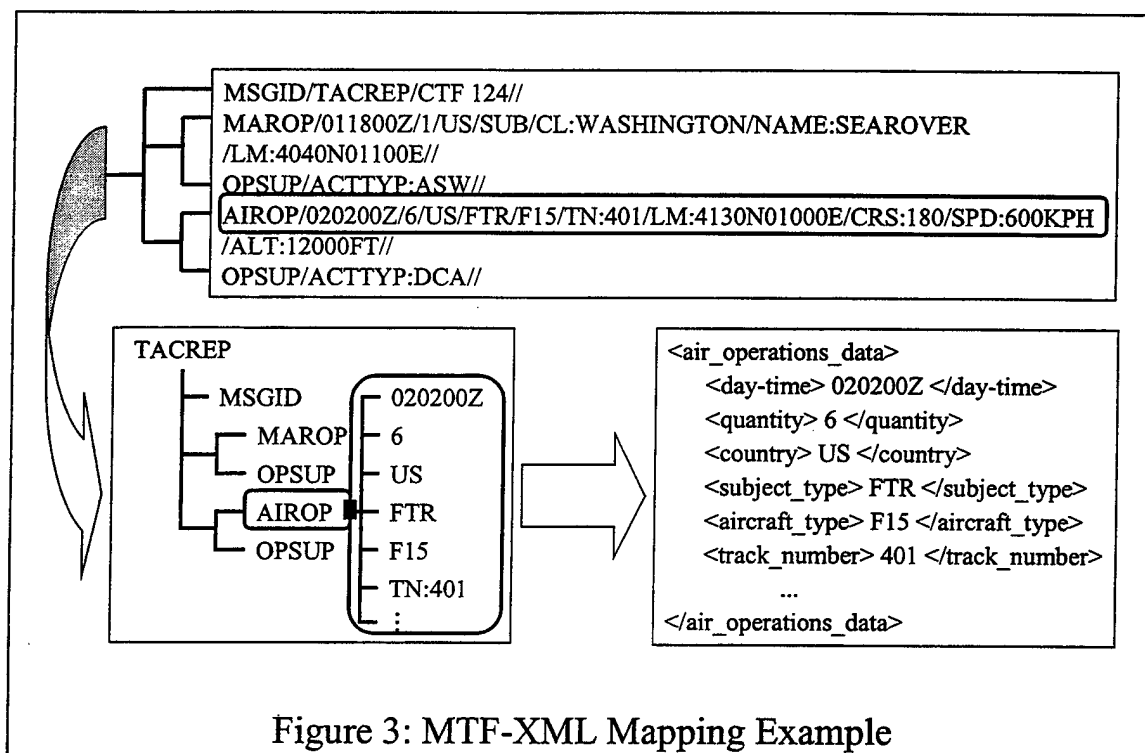 MSGID/TACREP/CTF 124//
MAROP/011800Z/1/US/SUB/CL:WASHINGTON/NAME:SEAROVER
/LM:4040N01100E//
OPSUP/ACTTYP:ASW//
AIROP/020200Z/6/US/FTR/F15/TN:401/LM:4130N01000E/CRS:180/SPD:600KPH
/ALT:12000FT//
OPSUP/ACTTYP:DCA//
TACREP
MSGID
MAROP
OPSUP
AIROP
OPSUP
020200Z
6
US
FTR
F15
TN:401
⋮
<air_operations_data>
<day-time> 020200Z </day-time>
<quantity> 6 </quantity>
<country> US </country>
<subject_type> FTR </subject_type>
<aircraft_type> F15 </aircraft_type>
<track_number> 401 </track_number>
...
</air_operations_data>
Figure 3: MTF-XML Mapping Example